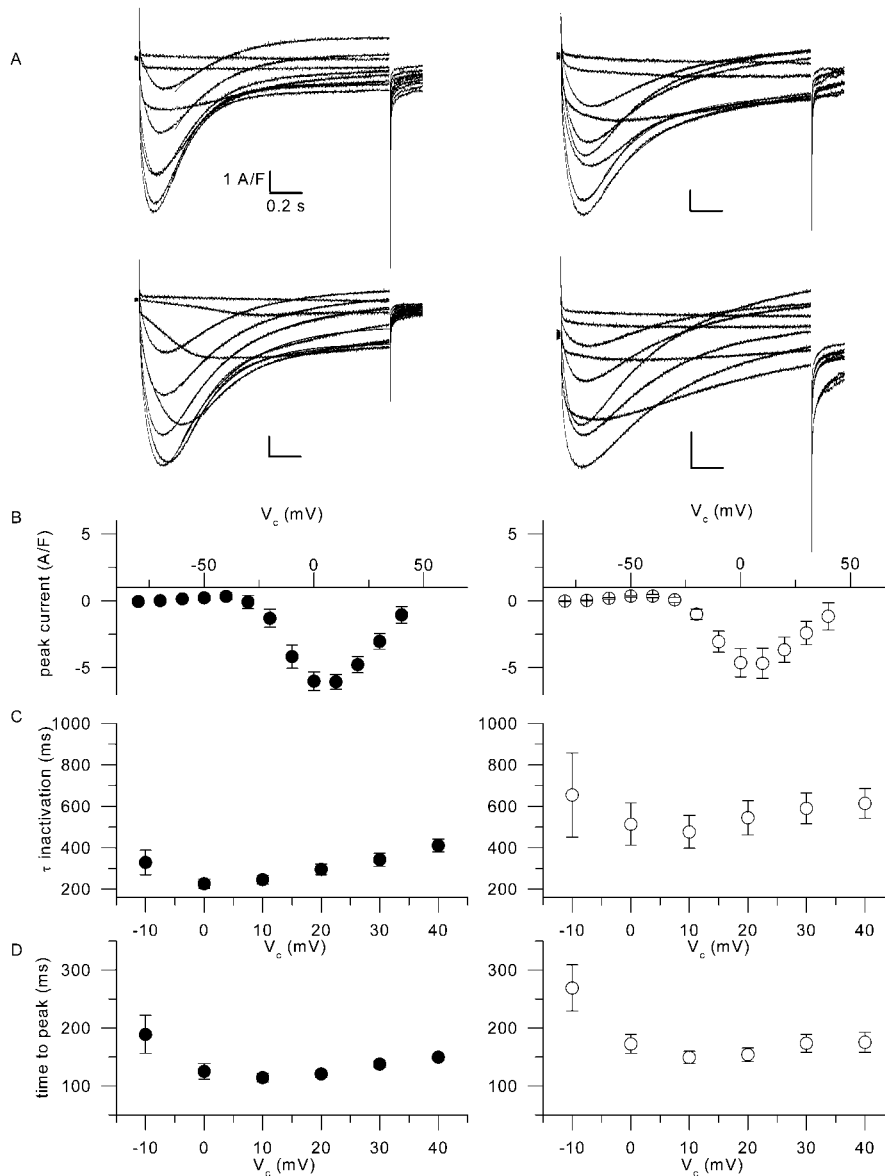 A
1 A/F
0.2 s
B
V_c (mV)
V_c (mV)
-50 0 50
-50 0 50
peak current (A/F)
5
0
-5
5
0
-5
C
τ inactivation (ms)
1000
800
600
400
200
1000
800
600
400
200
-10 0 10 20 30 40
-10 0 10 20 30 40
V_c (mV)
V_c (mV)
D
time to peak (ms)
300
200
100
300
200
100
-10 0 10 20 30 40
-10 0 10 20 30 40
V_c (mV)
V_c (mV)